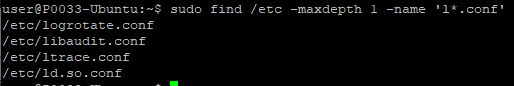 user@P0033-Ubuntu:~$ sudo find /etc -maxdepth 1 -name 'l*.conf'
/etc/logrotate.conf
/etc/libaudit.conf
/etc/ltrace.conf
/etc/ld.so.conf